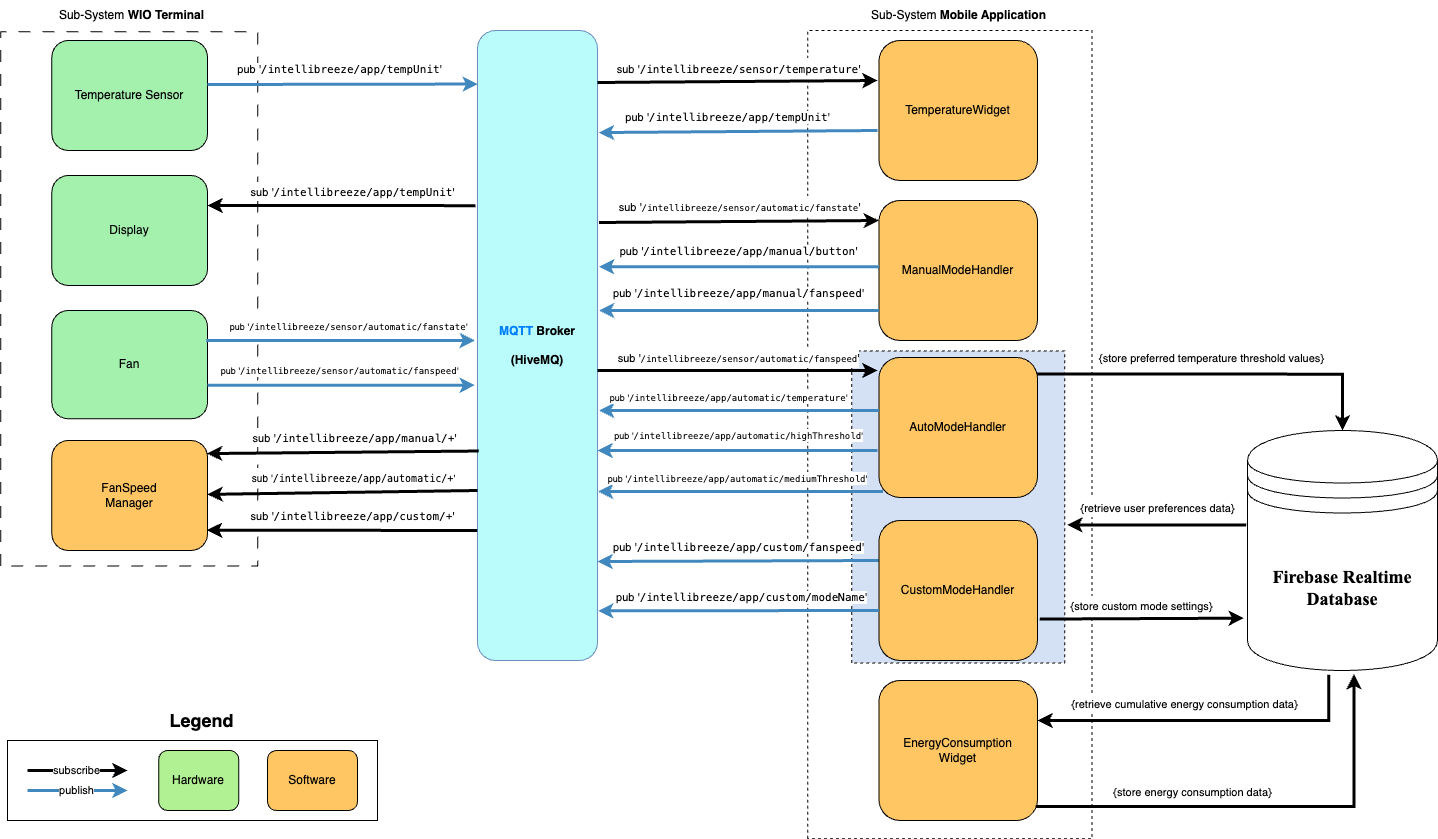 Sub-System WIO Terminal
Temperature Sensor
pub '/intellibreeze/app/tempUnit'
Display
sub '/intellibreeze/app/tempUnit'
Fan
pub '/intellibreeze/sensor/automatic/fanstate'
pub '/intellibreeze/sensor/automatic/fanspeed'
FanSpeed
Manager
sub '/intellibreeze/app/manual/+'
sub '/intellibreeze/app/automatic/+'
sub '/intellibreeze/app/custom/+'
MQTT Broker
(HiveMQ)
Sub-System Mobile Application
sub '/intellibreeze/sensor/temperature'
pub '/intellibreeze/app/tempUnit'
TemperatureWidget
sub '/intellibreeze/sensor/automatic/fanstate'
pub '/intellibreeze/app/manual/button'
pub '/intellibreeze/app/manual/fanspeed'
ManualModeHandler
sub '/intellibreeze/sensor/automatic/fanspeed'
pub '/intellibreeze/app/automatic/temperature'
pub '/intellibreeze/app/automatic/highThreshold'
pub '/intellibreeze/app/automatic/mediumThreshold'
AutoModeHandler
pub '/intellibreeze/app/custom/fanspeed'
pub '/intellibreeze/app/custom/modeName'
CustomModeHandler
EnergyConsumption
Widget
{store preferred temperature threshold values}
{retrieve user preferences data}
{store custom mode settings}
{retrieve cumulative energy consumption data}
{store energy consumption data}
Firebase Realtime
Database
Legend
subscribe
publish
Hardware
Software